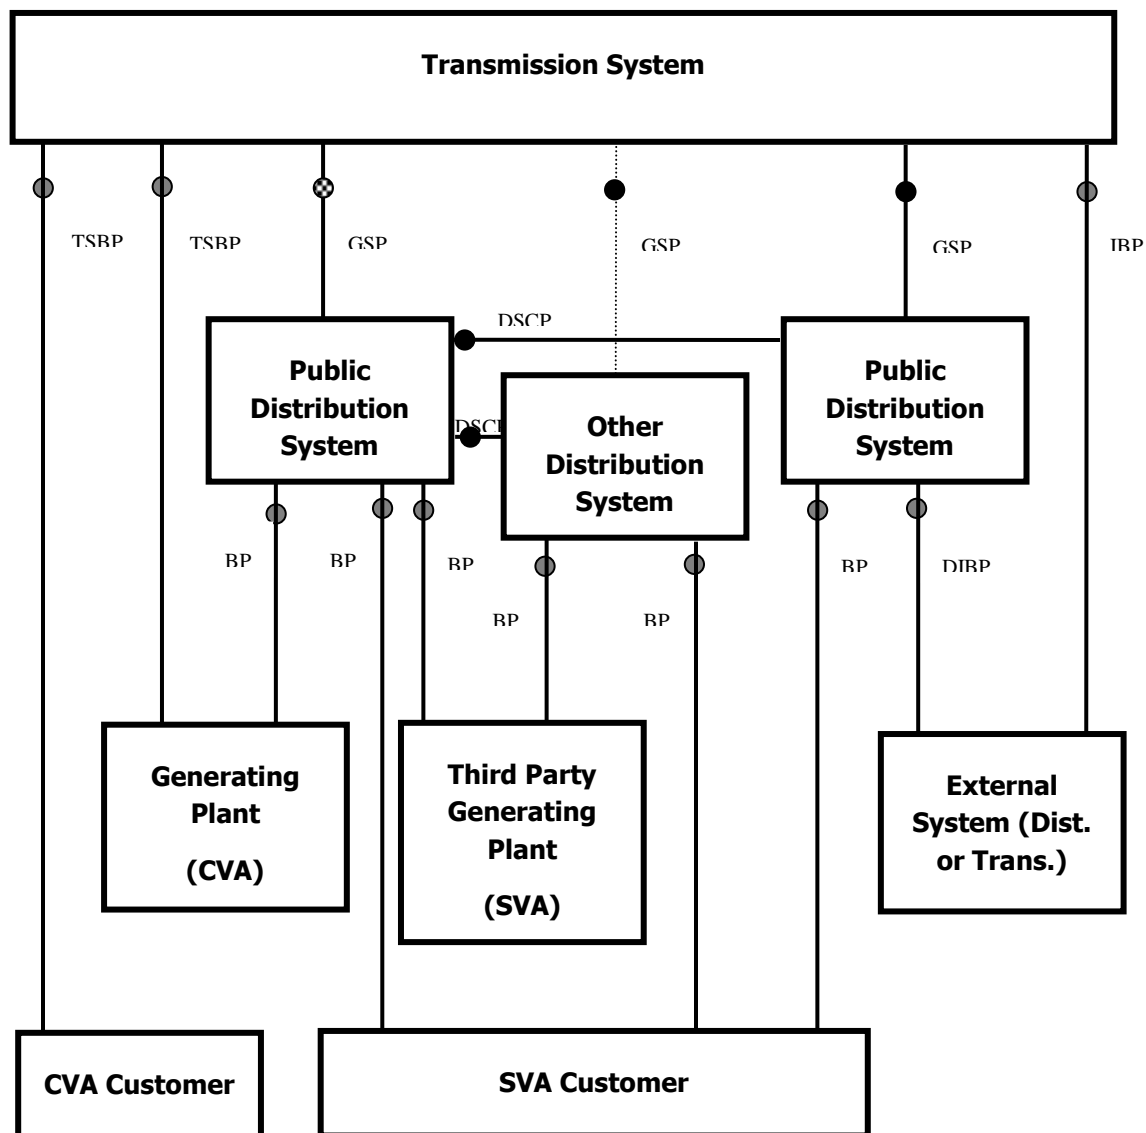 Transmission System
TSBP
TSBP
GSP
GSP
GSP
IBP
DSCP
Public
Distribution
System
Public
Distribution
System
DSCP
Other
Distribution
System
BP
BP
BP
BP
DIBP
BP
BP
Generating
Plant
(CVA)
Third Party
Generating
Plant
(SVA)
External
System (Dist.
or Trans.)
CVA Customer
SVA Customer